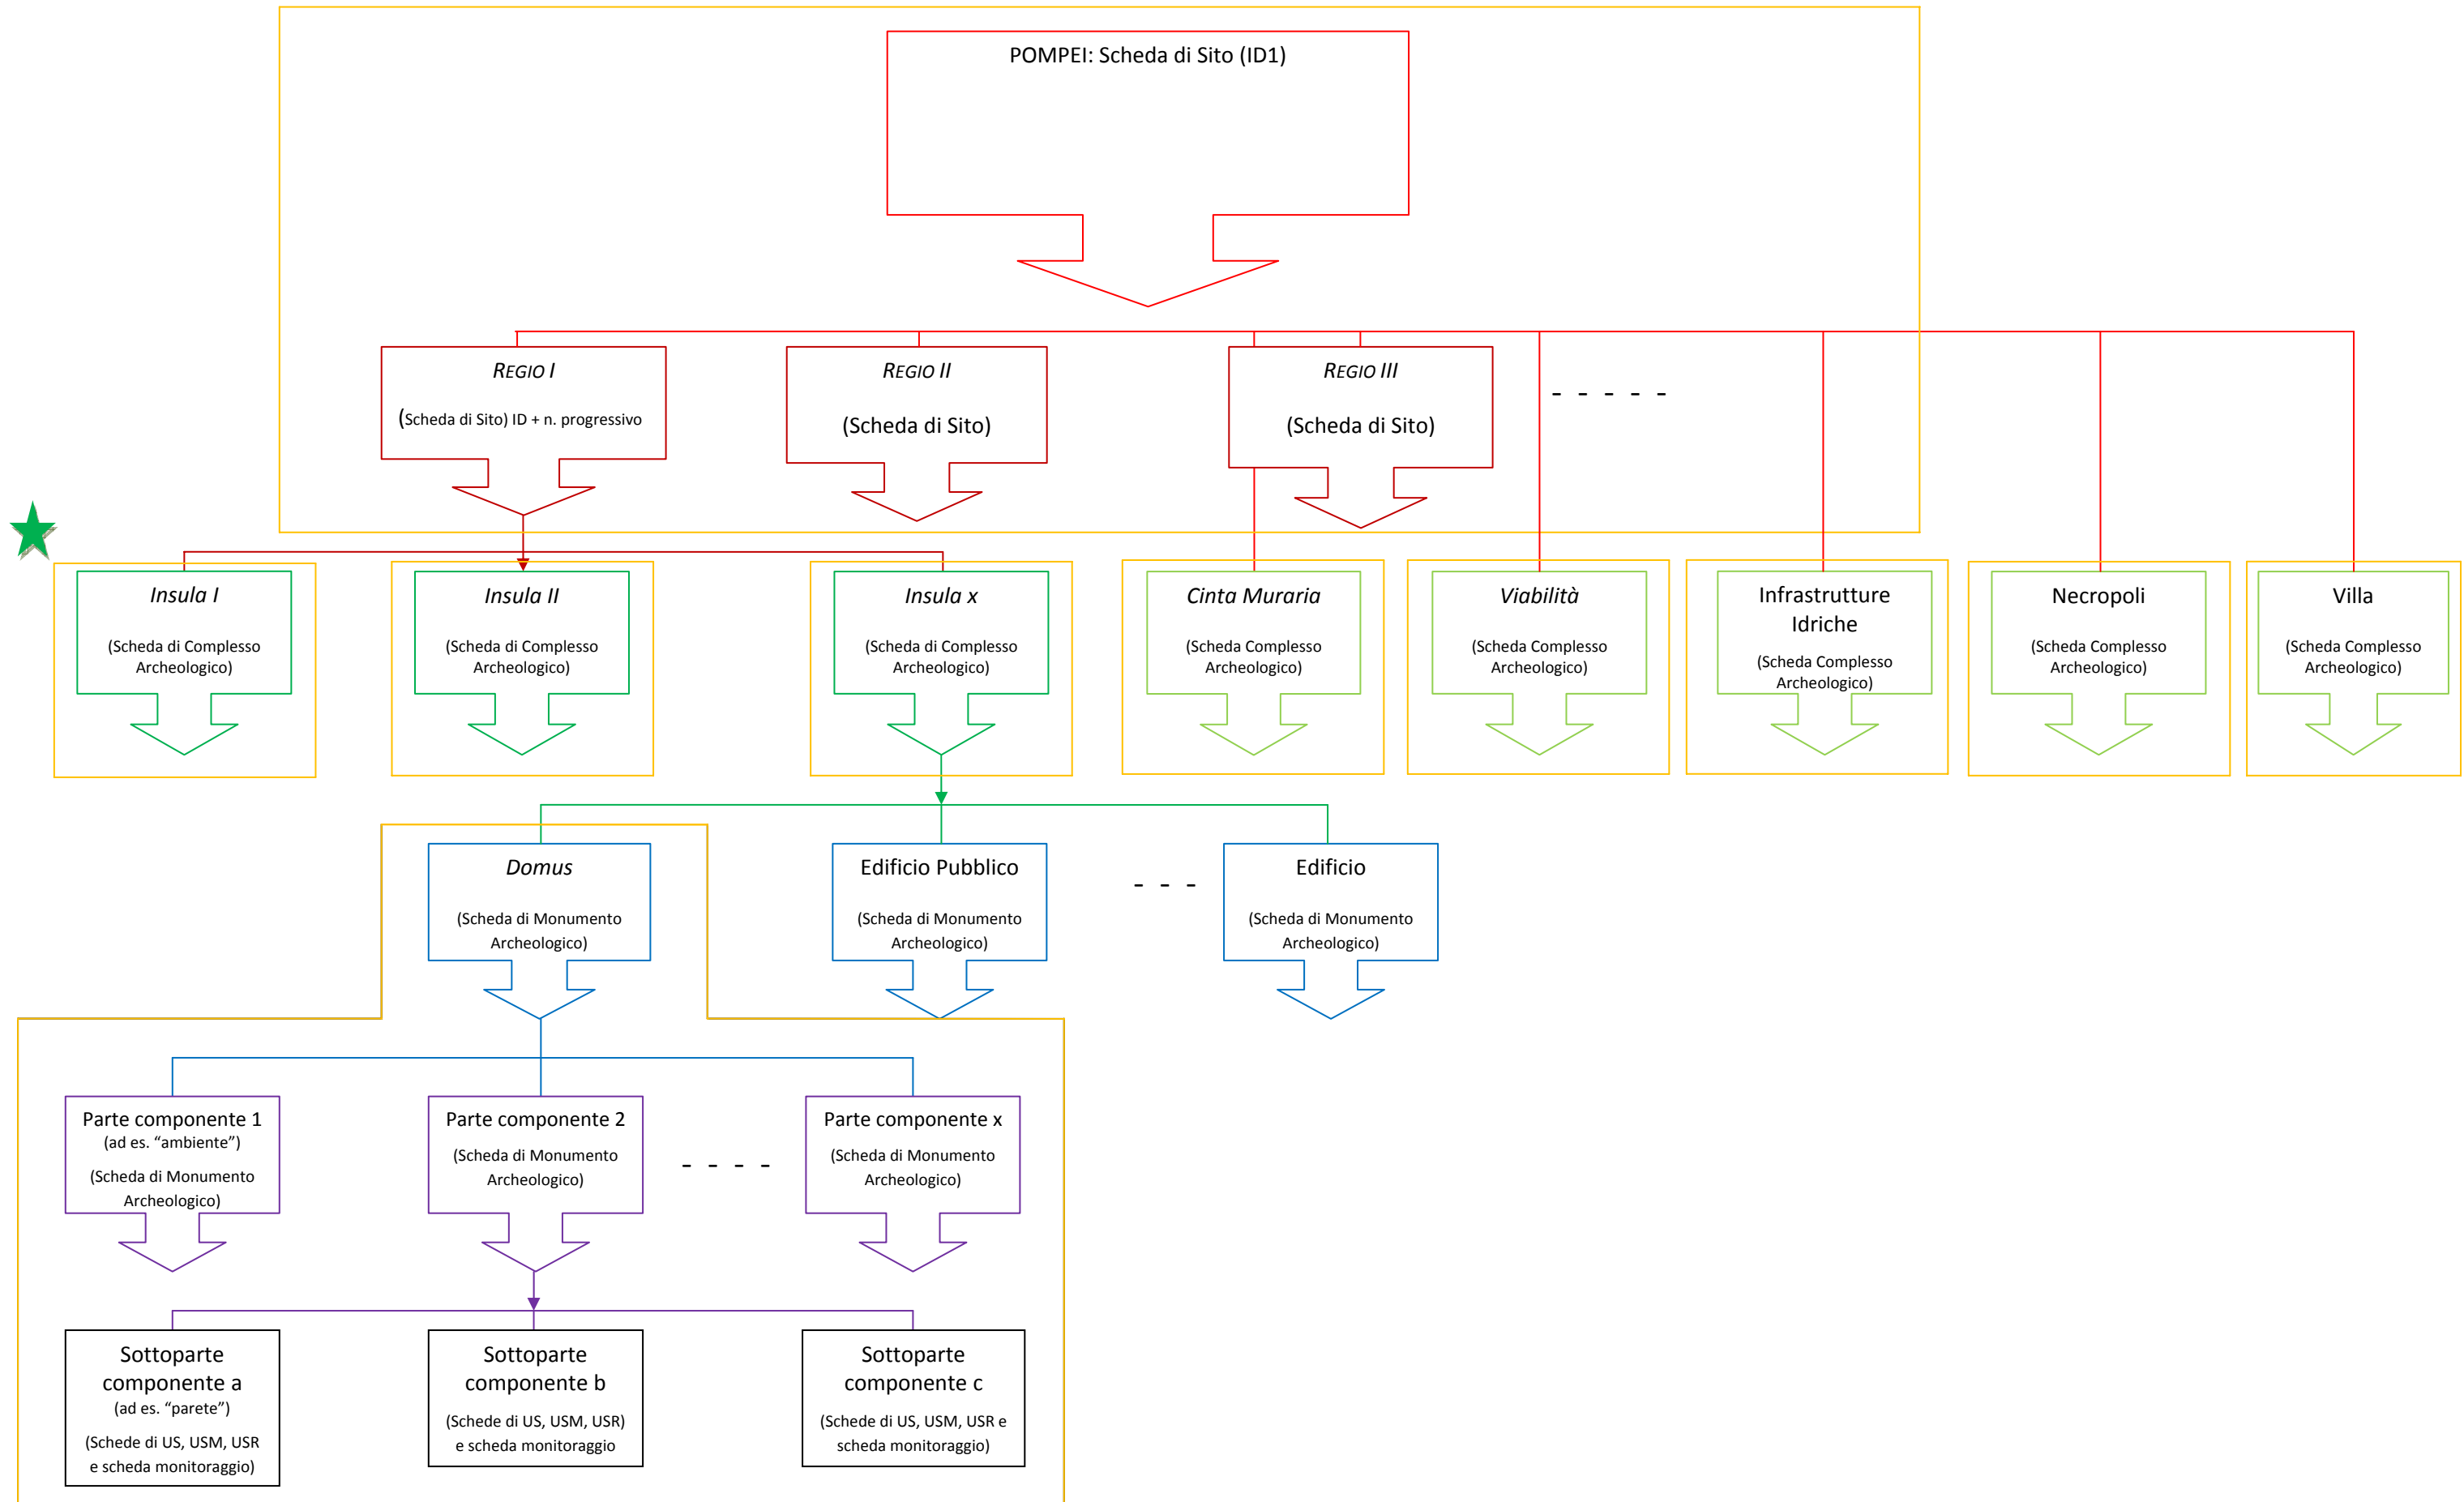 POMPEI: Scheda di Sito (ID1)
REGIO I
(Scheda di Sito) ID + n. progressivo
REGIO II
(Scheda di Sito)
REGIO III
(Scheda di Sito)
- - - - -
Insula I
(Scheda di Complesso
Archeologico)
Insula II
(Scheda di Complesso
Archeologico)
Insula x
(Scheda di Complesso
Archeologico)
Cinta Muraria
(Scheda Complesso
Archeologico)
Viabilità
(Scheda Complesso
Archeologico)
Infrastrutture
Idriche
(Scheda Complesso
Archeologico)
Necropoli
(Scheda Complesso
Archeologico)
Villa
(Scheda Complesso
Archeologico)
Domus
(Scheda di Monumento
Archeologico)
Edificio Pubblico
(Scheda di Monumento
Archeologico)
- - -
Edificio
(Scheda di Monumento
Archeologico)
Parte componente 1
(ad es. “ambiente”)
(Scheda di Monumento
Archeologico)
Parte componente 2
(Scheda di Monumento
Archeologico)
- - - -
Parte componente x
(Scheda di Monumento
Archeologico)
Sottoparte
componente a
(ad es. “parete”)
(Schede di US, USM, USR
e scheda monitoraggio)
Sottoparte
componente b
(Schede di US, USM, USR)
e scheda monitoraggio
Sottoparte
componente c
(Schede di US, USM, USR e
scheda monitoraggio)